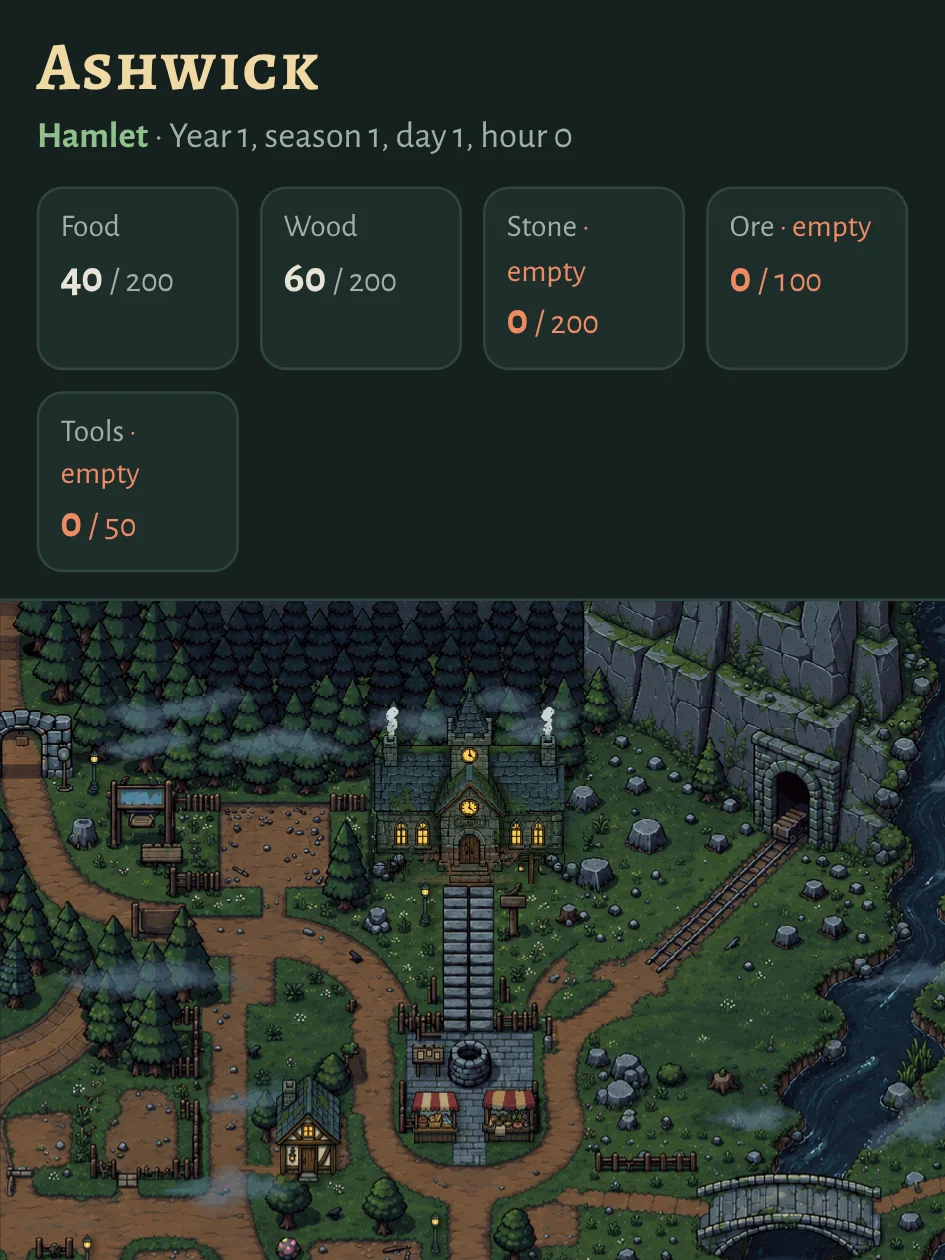 Ashwick
Hamlet · Year 1, season 1, day 1, hour 0
Food
40 / 200
Wood
60 / 200
Stone ·
empty
0 / 200
Ore · empty
0 / 100
Tools ·
empty
0 / 50